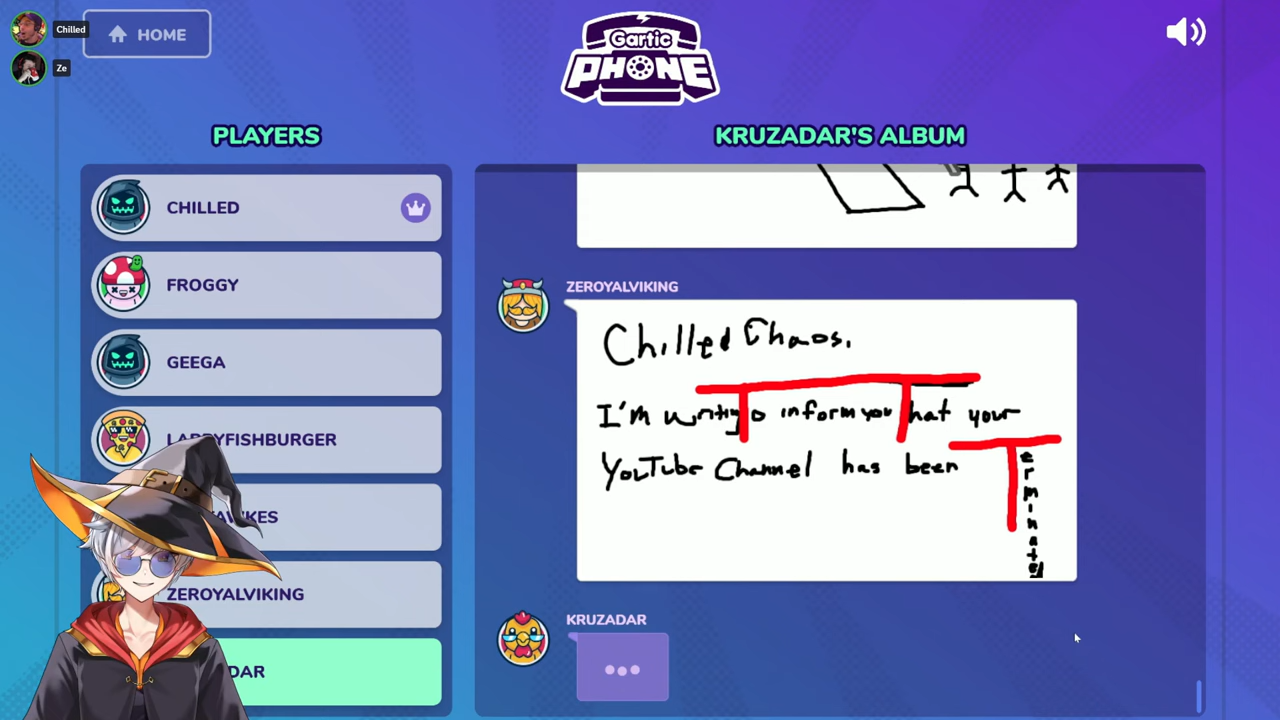 Chilled
HOME
Ze
Gartic
PHONE
PLAYERS
KRUZADAR'S ALBUM
CHILLED
FROGGY
GEEGA
LARRYFISHBURGER
ZEROYALVIKING
ZEROYALVIKING
Chilled Chaos.
I'm writing To inform you That your
YouTube Channel has been Terminated
KRUZADAR